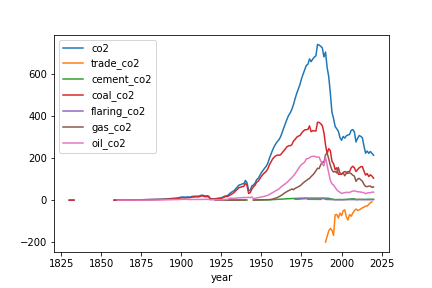 co2
trade_co2
cement_co2
coal_co2
flaring_co2
gas_co2
oil_co2
600
400
200
0
−200
1825 1850 1875 1900 1925 1950 1975 2000 2025
year